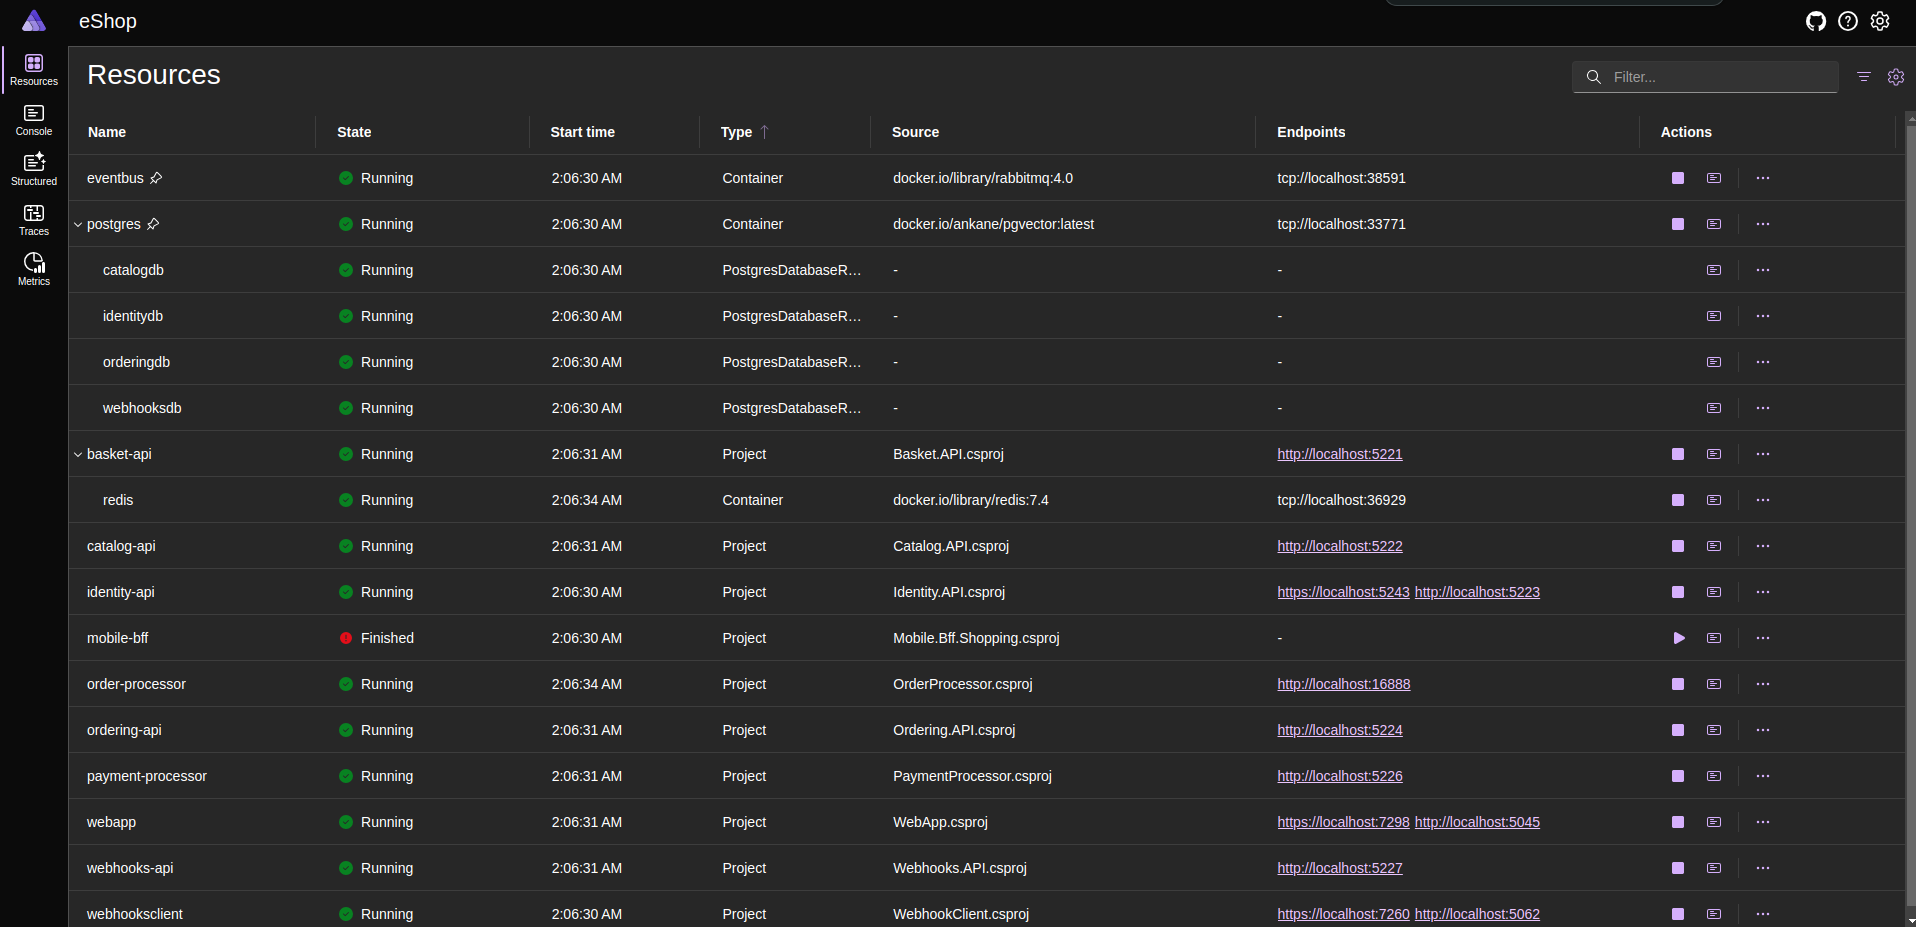 eShop
Resources
Console
Structured
Traces
Metrics
Resources
Filter...
Name State Start time Type Source Endpoints Actions
eventbus Running 2:06:30 AM Container docker.io/library/rabbitmq:4.0 tcp://localhost:38591
postgres Running 2:06:30 AM Container docker.io/ankane/pgvector:latest tcp://localhost:33771
catalogdb Running 2:06:30 AM PostgresDatabaseR... - -
identitydb Running 2:06:30 AM PostgresDatabaseR... - -
orderingdb Running 2:06:30 AM PostgresDatabaseR... - -
webhooksdb Running 2:06:30 AM PostgresDatabaseR... - -
basket-api Running 2:06:31 AM Project Basket.API.csproj http://localhost:5221
redis Running 2:06:34 AM Container docker.io/library/redis:7.4 tcp://localhost:36929
catalog-api Running 2:06:31 AM Project Catalog.API.csproj http://localhost:5222
identity-api Running 2:06:30 AM Project Identity.API.csproj https://localhost:5243 http://localhost:5223
mobile-bff Finished 2:06:30 AM Project Mobile.Bff.Shopping.csproj -
order-processor Running 2:06:34 AM Project OrderProcessor.csproj http://localhost:16888
ordering-api Running 2:06:31 AM Project Ordering.API.csproj http://localhost:5224
payment-processor Running 2:06:31 AM Project PaymentProcessor.csproj http://localhost:5226
webapp Running 2:06:31 AM Project WebApp.csproj https://localhost:7298 http://localhost:5045
webhooks-api Running 2:06:31 AM Project Webhooks.API.csproj http://localhost:5227
webhooksclient Running 2:06:30 AM Project WebhookClient.csproj https://localhost:7260 http://localhost:5062